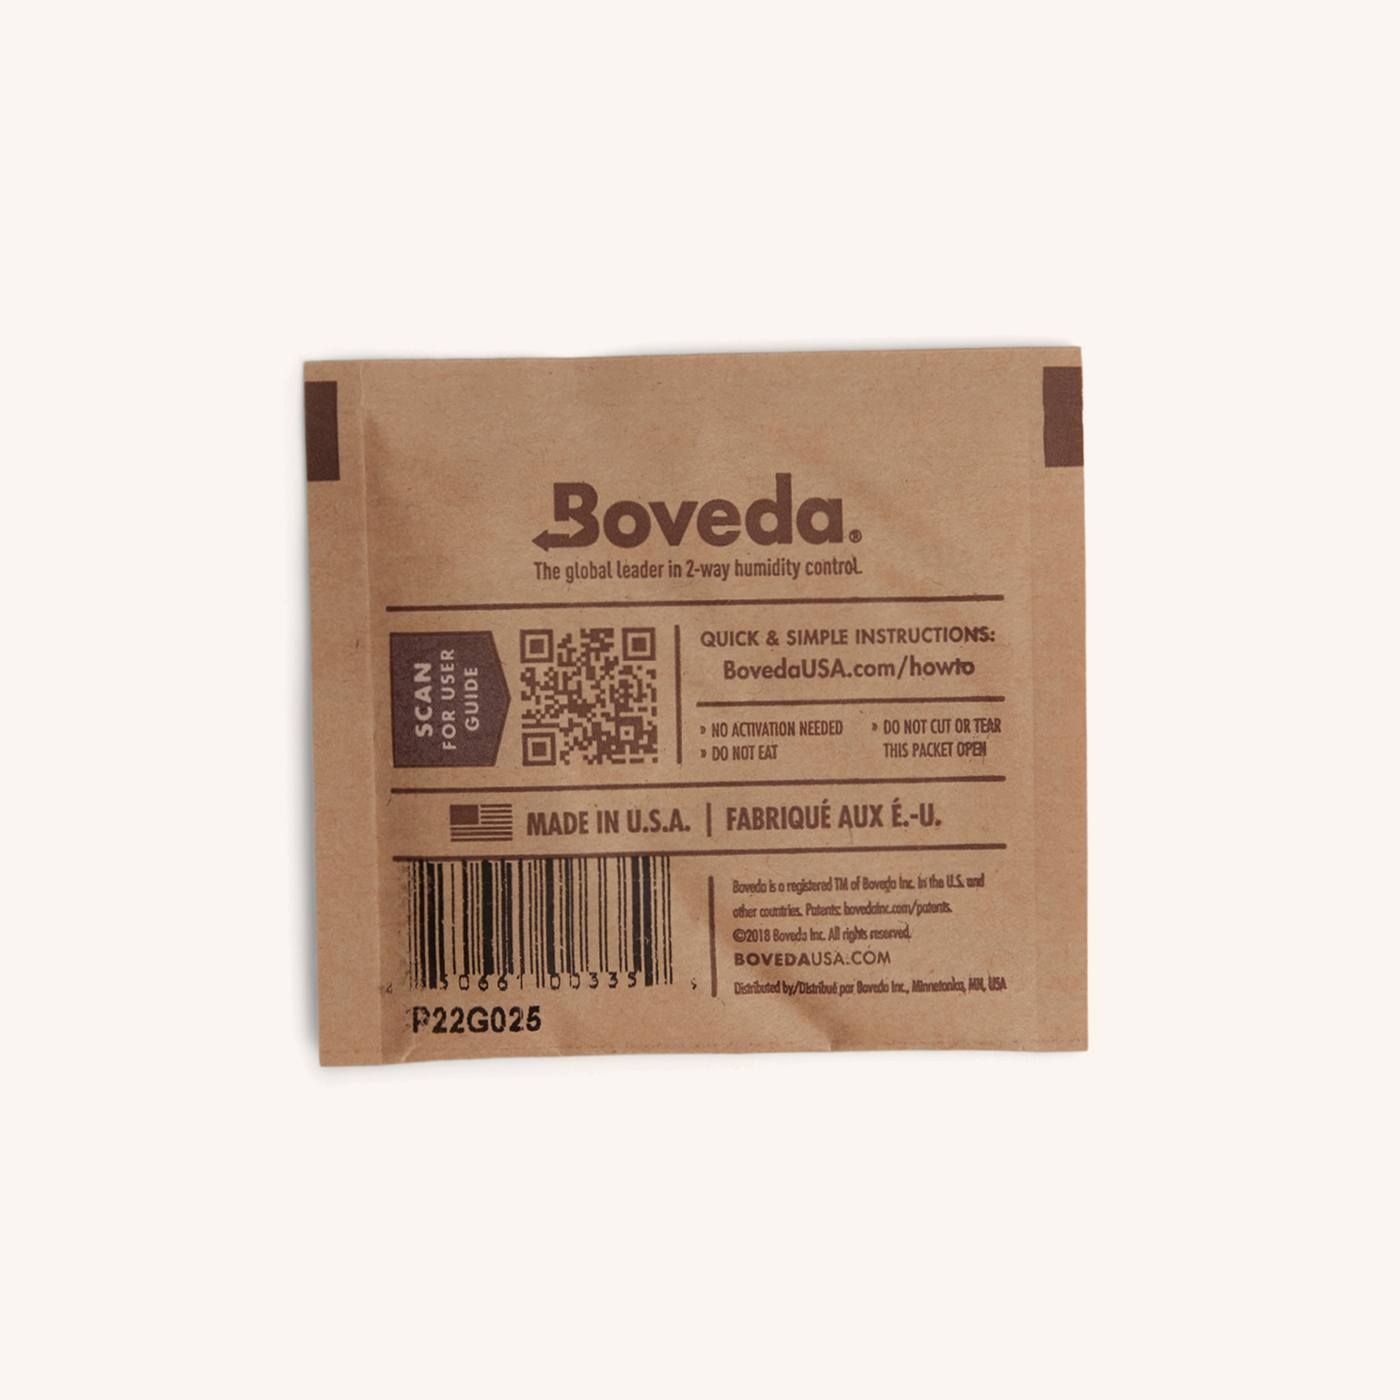 Boveda®
The global leader in 2-way humidity control.
SCAN
FOR USER
GUIDE
QUICK & SIMPLE INSTRUCTIONS:
BovedaUSA.com/howto
» NO ACTIVATION NEEDED
» DO NOT EAT
» DO NOT CUT OR TEAR
THIS PACKET OPEN
MADE IN U.S.A. | FABRIQUÉ AUX É.-U.
50661 00335
P22G025
Boveda is a registered TM of Boveda Inc. in the U.S. and
other countries. Patents: bovedainc.com/patents.
©2018 Boveda Inc. All rights reserved.
BOVEDAUSA.COM
Distributed by/Distribué par Boveda Inc., Minnetonka, MN, USA